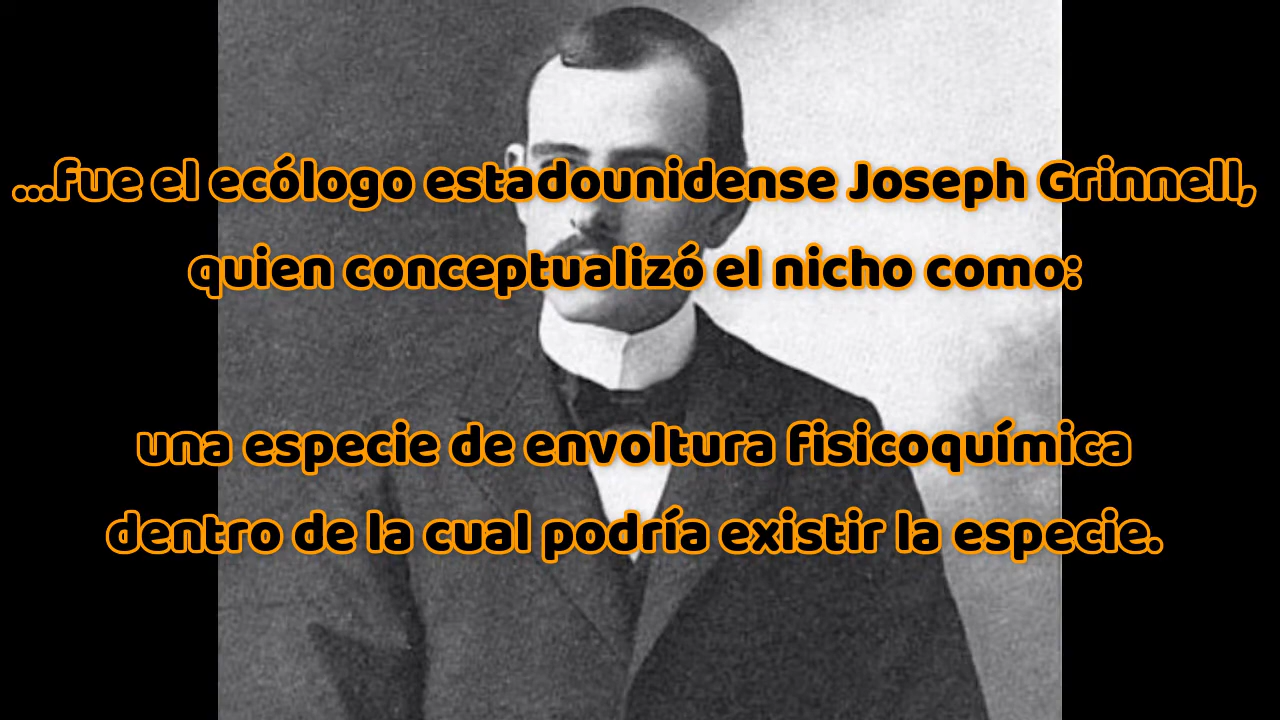 ...fue el ecólogo estadounidense Joseph Grinnell,
quien conceptualizó el nicho como:
una especie de envoltura fisicoquímica
dentro de la cual podría existir la especie.